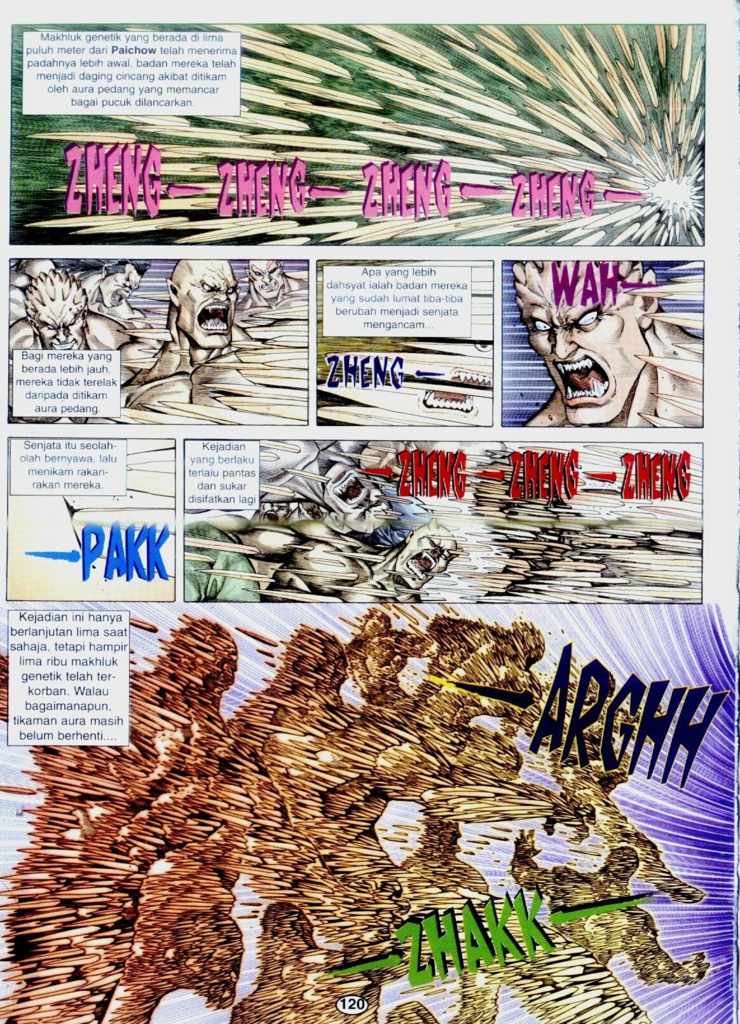 Makhluk genetik yang berada di lima
puluh meter dari Paichow telah menerima
padahnya lebih awal, badan mereka telah
menjadi daging cincang akibat ditikam
oleh aura pedang yang memancar
bagai pucuk dilancarkan.
ZHENG — ZHENG — ZHENG — ZHENG —
Bagi mereka yang
berada lebih jauh,
mereka tidak terelak
daripada ditikam
aura pedang.
Apa yang lebih
dahsyat ialah badan mereka
yang sudah lumat tiba-tiba
berubah menjadi senjata
mengancam...
ZHENG —
WAH —
Senjata itu seolah-
olah bernyawa, lalu
menikam rakan-
rakan mereka.
PAKK
Kejadian
yang berlaku
terlalu pantas
dan sukar
disifatkan lagi
ZHENG — ZHENG — ZHENG
Kejadian ini hanya
berlanjutan lima saat
sahaja, tetapi hampir
lima ribu makhluk
genetik telah ter-
korban. Walau
bagaimanapun,
tikaman aura masih
belum berhenti....
ARGHH
ZHAKK —
120